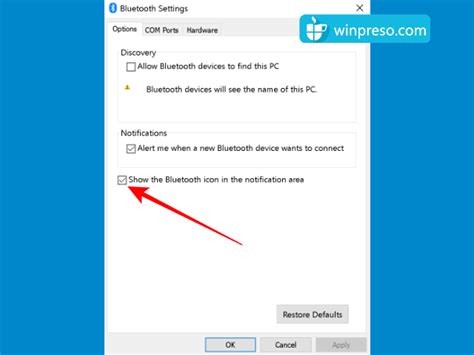 Bluetooth Settings
winpreso.com
Options COM Ports Hardware
Discovery
Allow Bluetooth devices to find this PC
Bluetooth devices will see the name of this PC.
Notifications
Alert me when a new Bluetooth device wants to connect
Show the Bluetooth icon in the notification area
Restore Defaults
OK Cancel Apply